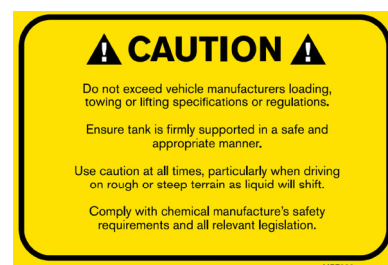 CAUTION
Do not exceed vehicle manufacturers loading,
towing or lifting specifications or regulations.
Ensure tank is firmly supported in a safe and
appropriate manner.
Use caution at all times, particularly when driving
on rough or steep terrain as liquid will shift.
Comply with chemical manufacture's safety
requirements and all relevant legislation.